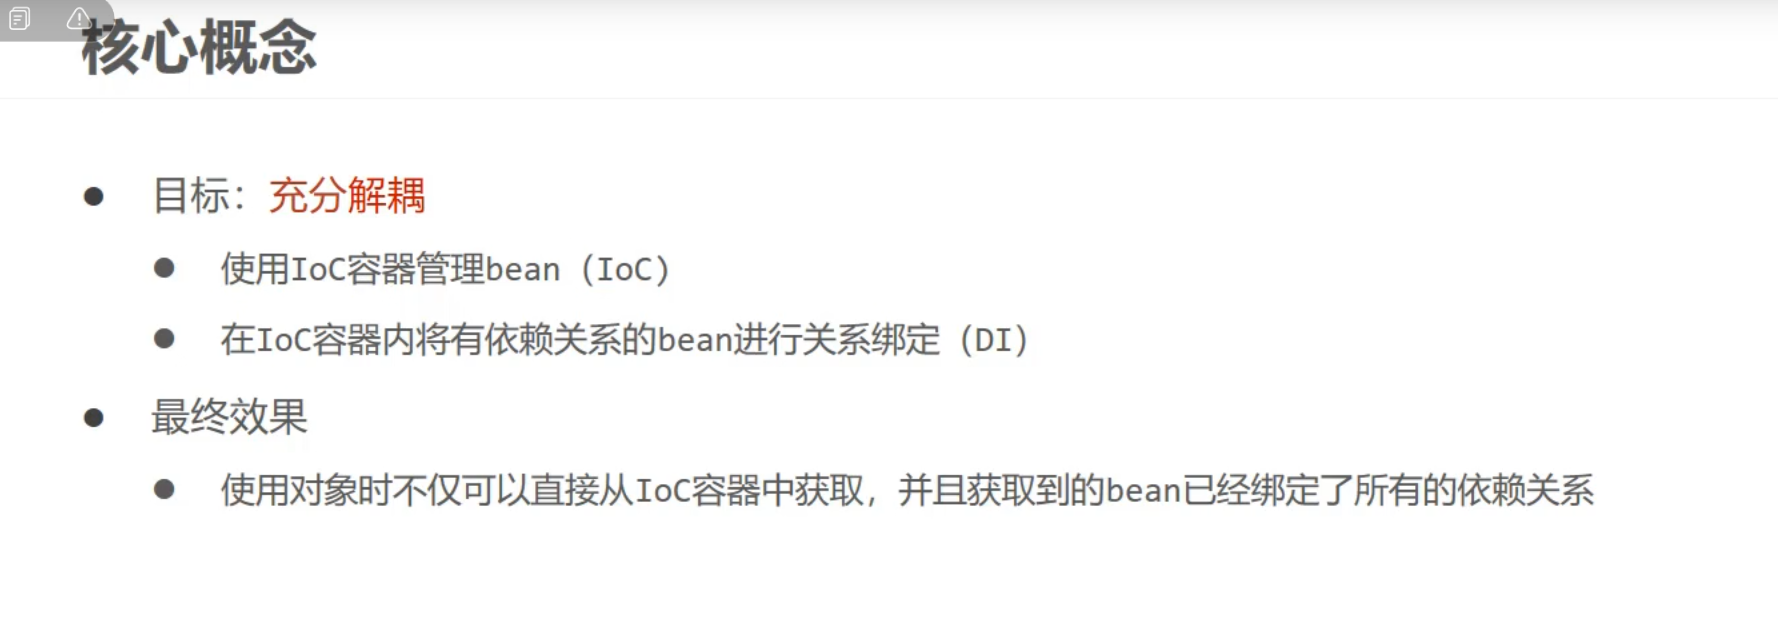 核心概念
目标：充分解耦
使用IoC容器管理bean（IoC）
在IoC容器内将有依赖关系的bean进行关系绑定（DI）
最终效果
使用对象时不仅可以直接从IoC容器中获取，并且获取到的bean已经绑定了所有的依赖关系